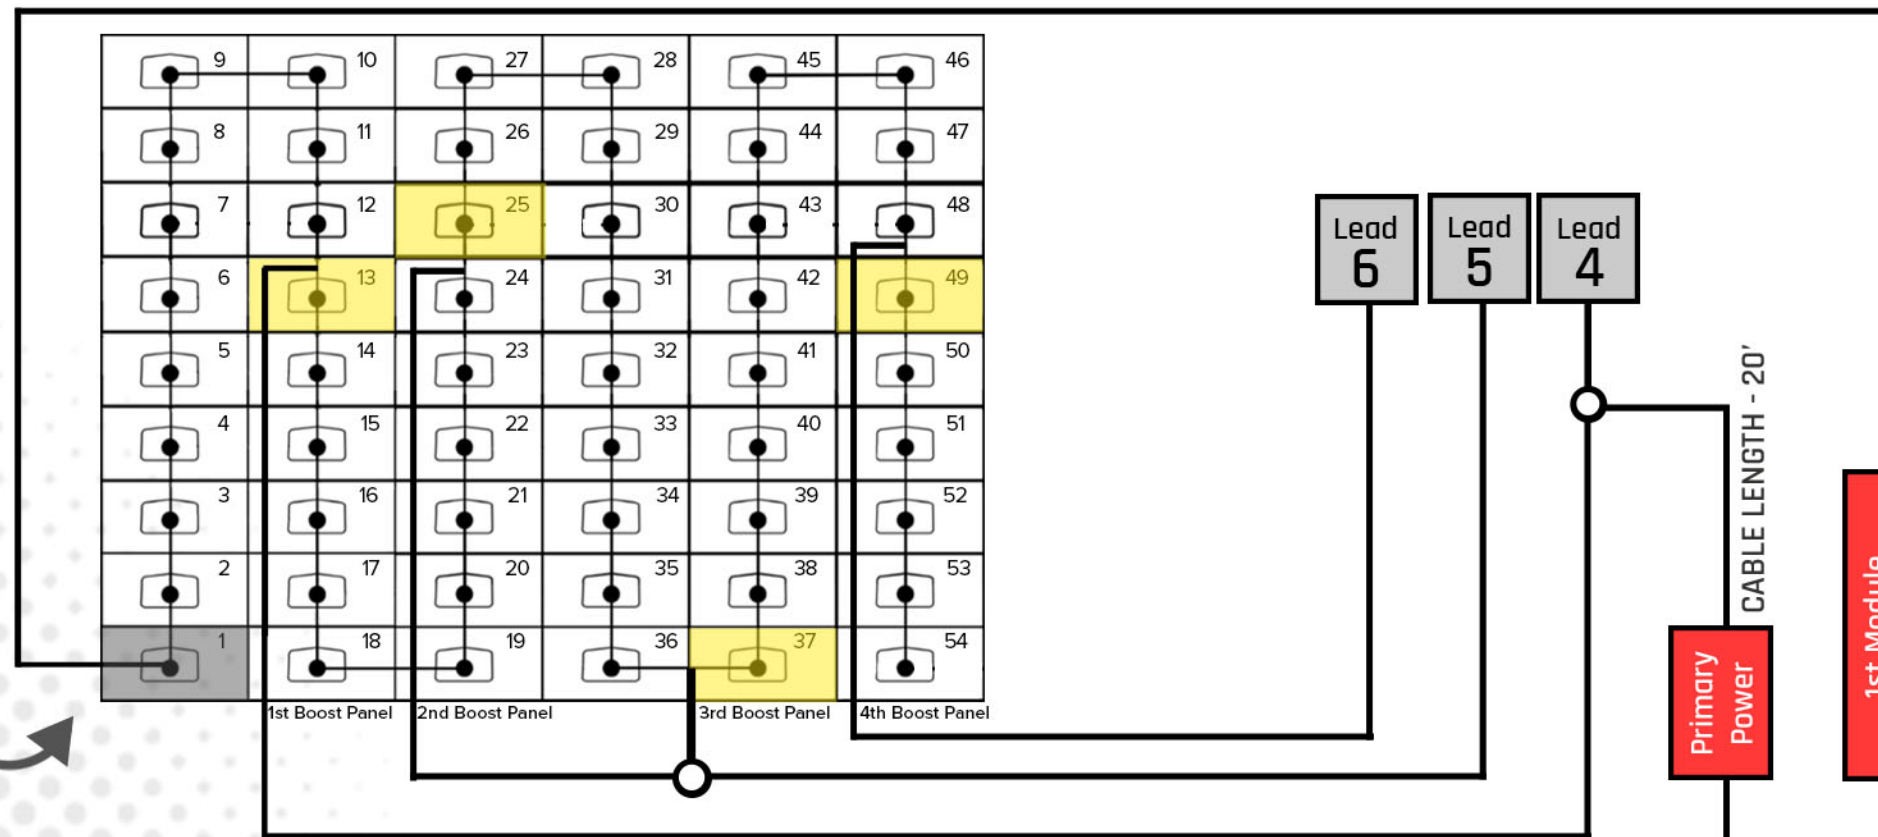 9 10 27 28 45 46
8 11 26 29 44 47
7 12 25 30 43 48
6 13 24 31 42 49
5 14 23 32 41 50
4 15 22 33 40 51
3 16 21 34 39 52
2 17 20 35 38 53
1 18 19 36 37 54
1st Boost Panel
2nd Boost Panel
3rd Boost Panel
4th Boost Panel
Lead
6
Lead
5
Lead
4
CABLE LENGTH - 20'
Primary
Power
1st Module